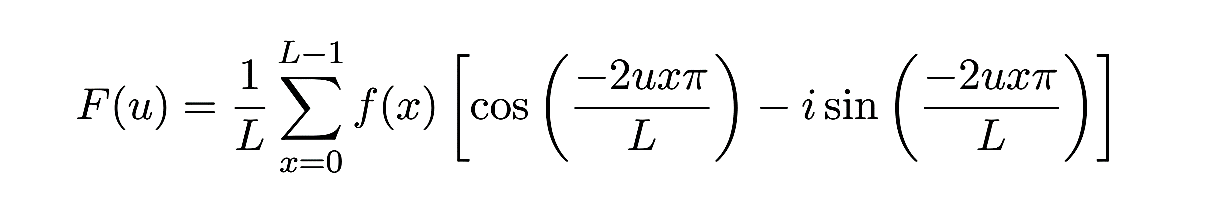 F(u) = \frac{1}{L} \sum_{x=0}^{L-1} f(x) \left[ \cos \left( \frac{-2ux\pi}{L} \right) - i \sin \left( \frac{-2ux\pi}{L} \right) \right]